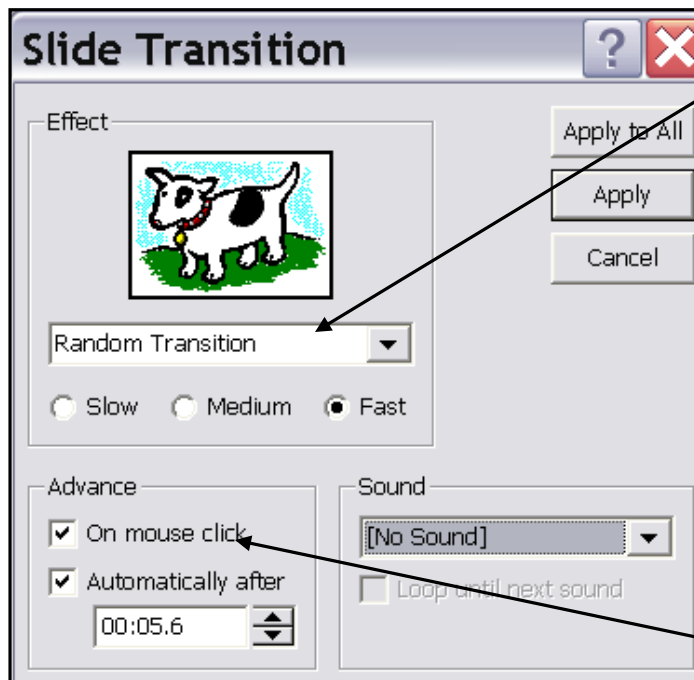 Slide Transition
?
Effect
Apply to All
Apply
Cancel
Random Transition
Slow Medium Fast
Advance
Sound
On mouse click
[No Sound]
Automatically after
Loop until next sound
00:05.6